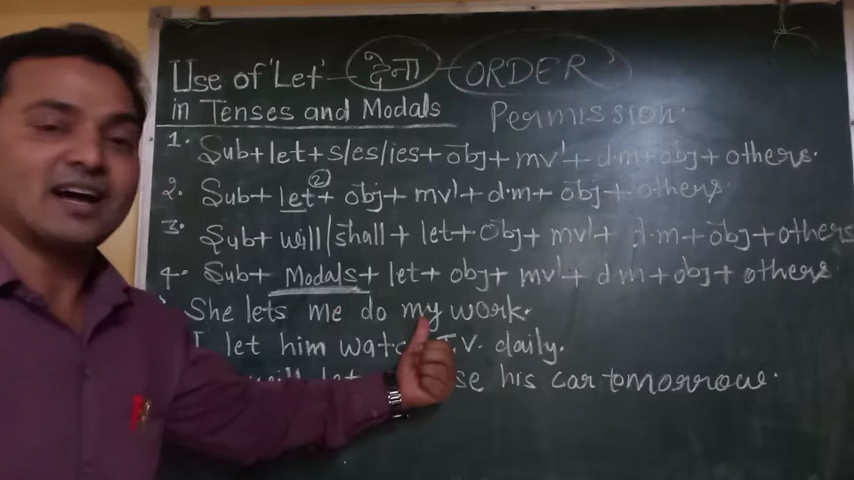 Use of 'Let' - देना - ORDER'
in Tenses and Modals Permission.
1. Sub+let+s/es/ies+obj+mv¹+d.m+obj+others.
2. Sub+let②+obj+mv¹+d.m+obj+others.
3. Sub+will/shall+let+obj+mv¹+d.m+obj+others
4. Sub+Modals+let+obj+mv¹+d.m+obj+others
She lets me do my work.
I let him watch T.V. daily.
will let his car tomorrow.